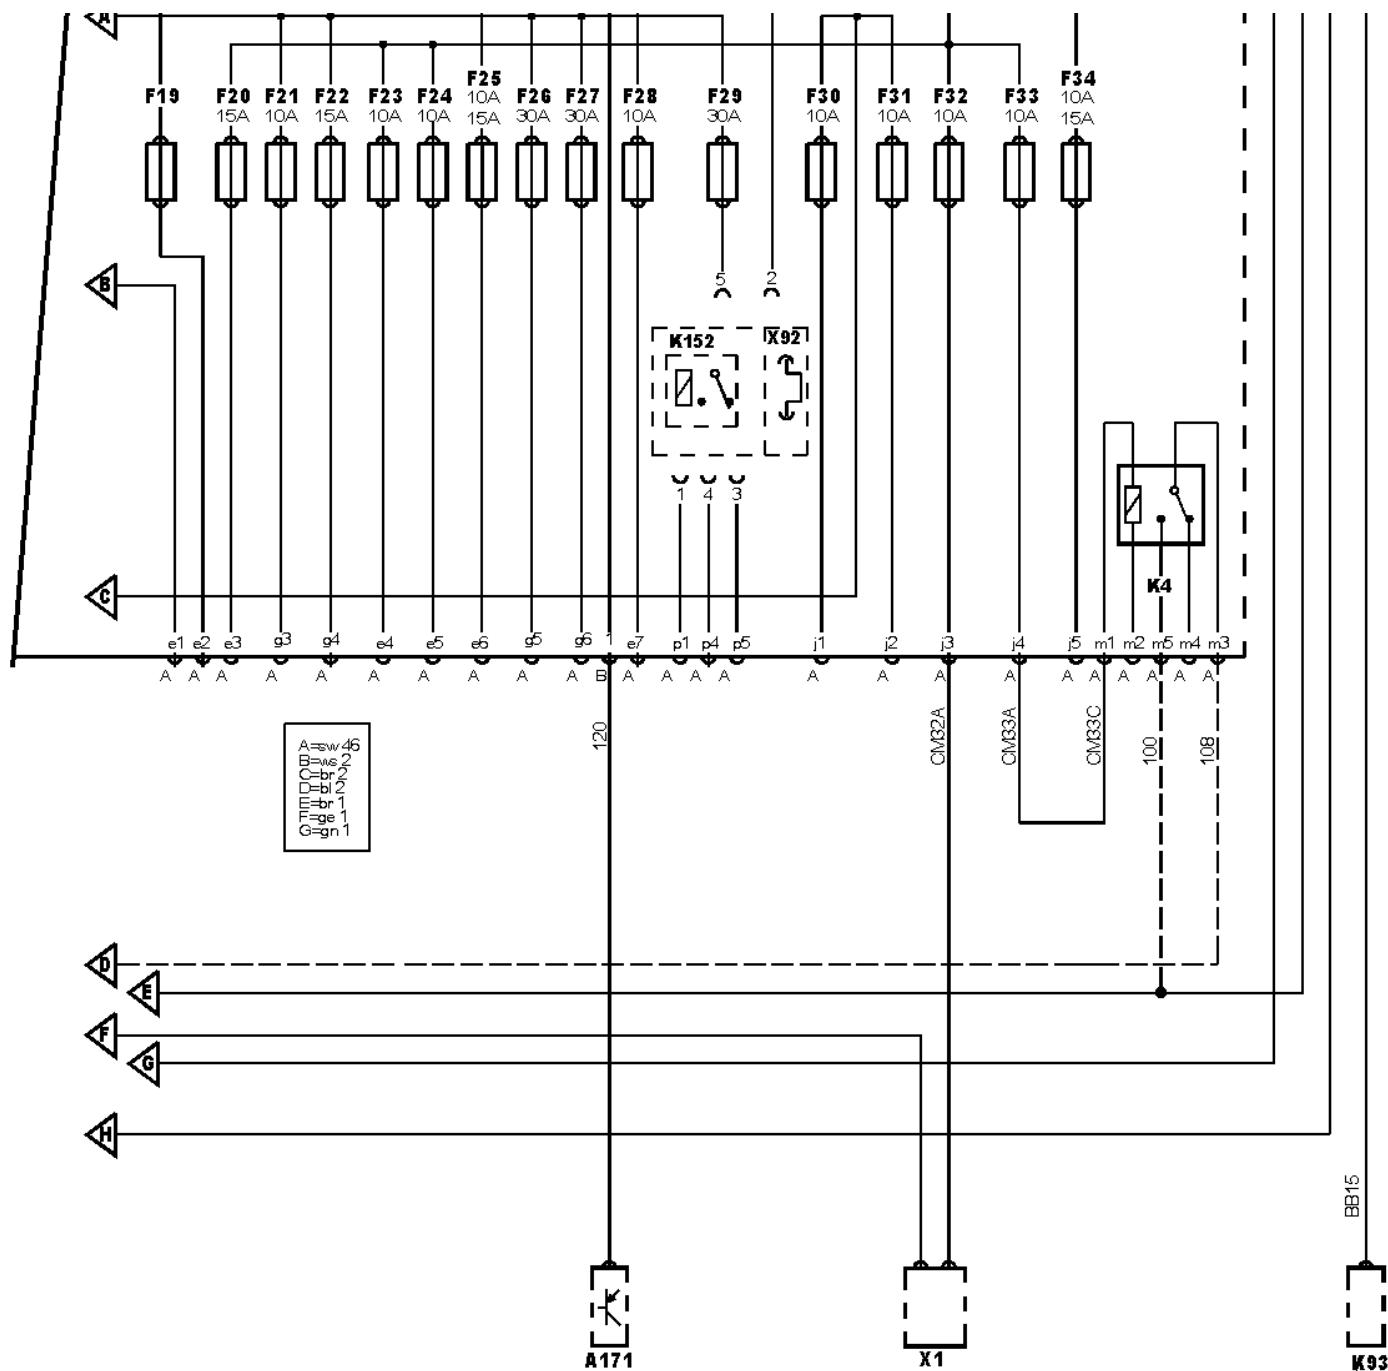 A
F19
F20
15A
F21
10A
F22
15A
F23
10A
F24
10A
F25
10A
15A
F26
30A
F27
30A
F28
10A
F29
30A
F30
10A
F31
10A
F32
10A
F33
10A
F34
10A
15A
B
5
2
K152
X92
1
4
3
K4
C
e1 e2 e3 g3 g4 e4 e5 e6 g5 g6 1 e7 p1 p4 p5 j1 j2 j3 j4 j5 m1 m2 m5 m4 m3
A A A A A A A A A A B A A A A A A A A A A A A A A
120
CM32A
CM33A
CM33C
100
108
A=sw 46
B=ws 2
C=br 2
D=bl 2
E=br 1
F=ge 1
G=gn 1
D
E
F
G
H
BB15
A171
X1
K93